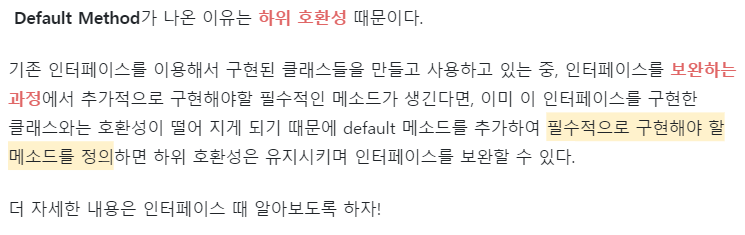 Default Method가 나온 이유는 하위 호환성 때문이다.
기존 인터페이스를 이용해서 구현된 클래스들을 만들고 사용하고 있는 중, 인터페이스를 보완하는
과정에서 추가적으로 구현해야할 필수적인 메소드가 생긴다면, 이미 이 인터페이스를 구현한
클래스와는 호환성이 떨어 지게 되기 때문에 default 메소드를 추가하여 필수적으로 구현해야 할
메소드를 정의하면 하위 호환성은 유지시키며 인터페이스를 보완할 수 있다.
더 자세한 내용은 인터페이스 때 알아보도록 하자!